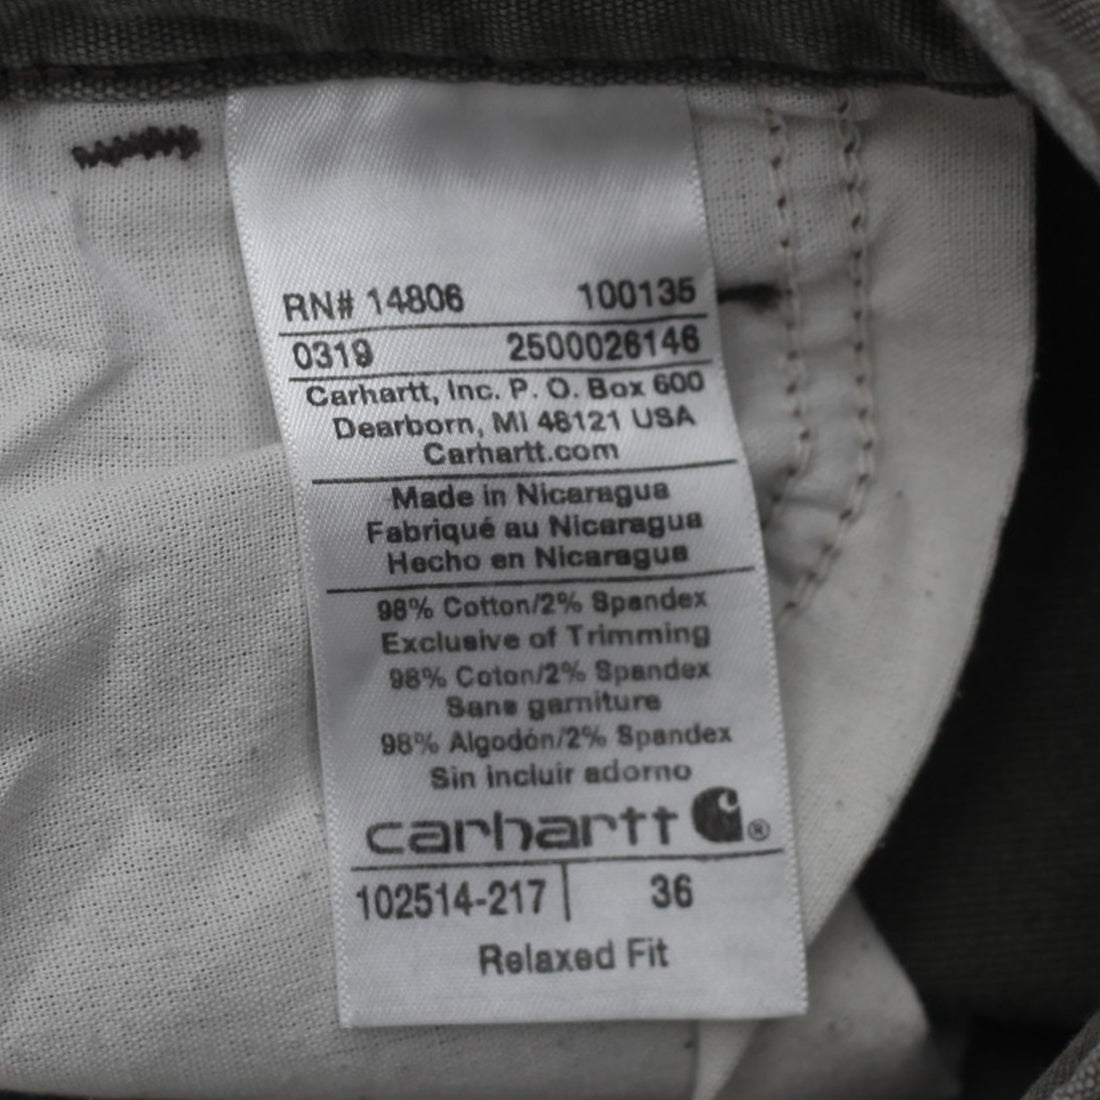 RN# 14806 100135
0319 2500026146
Carhartt, Inc. P. O. Box 600
Dearborn, MI 48121 USA
Carhartt.com
Made in Nicaragua
Fabriqué au Nicaragua
Hecho en Nicaragua
98% Cotton/2% Spandex
Exclusive of Trimming
98% Coton/2% Spandex
Sans garniture
98% Algodón/2% Spandex
Sin incluir adorno
carhartt ®
102514-217 36
Relaxed Fit